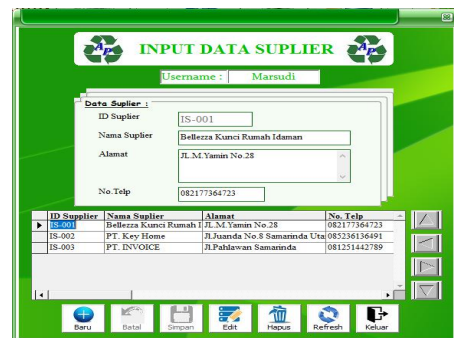 AP INPUT DATA SUPLIER AP
Username : Marsudi
Data Suplier :
ID Suplier IS-001
Nama Suplier Bellezza Kunci Rumah Idaman
Alamat JL.M.Yamin No.28
No.Telp 082177364723
ID Supplier Nama Suplier Alamat No. Telp
IS-001 Bellezza Kunci Rumah I JL.M.Yamin No.28 082177364723
IS-002 PT. Key Home Jl.Juanda No.8 Samarinda Uta 085236136491
IS-003 PT. INVOICE Jl.Pahlawan Samarinda 081251442789
Baru Batal Simpan Edit Hapus Refresh Keluar